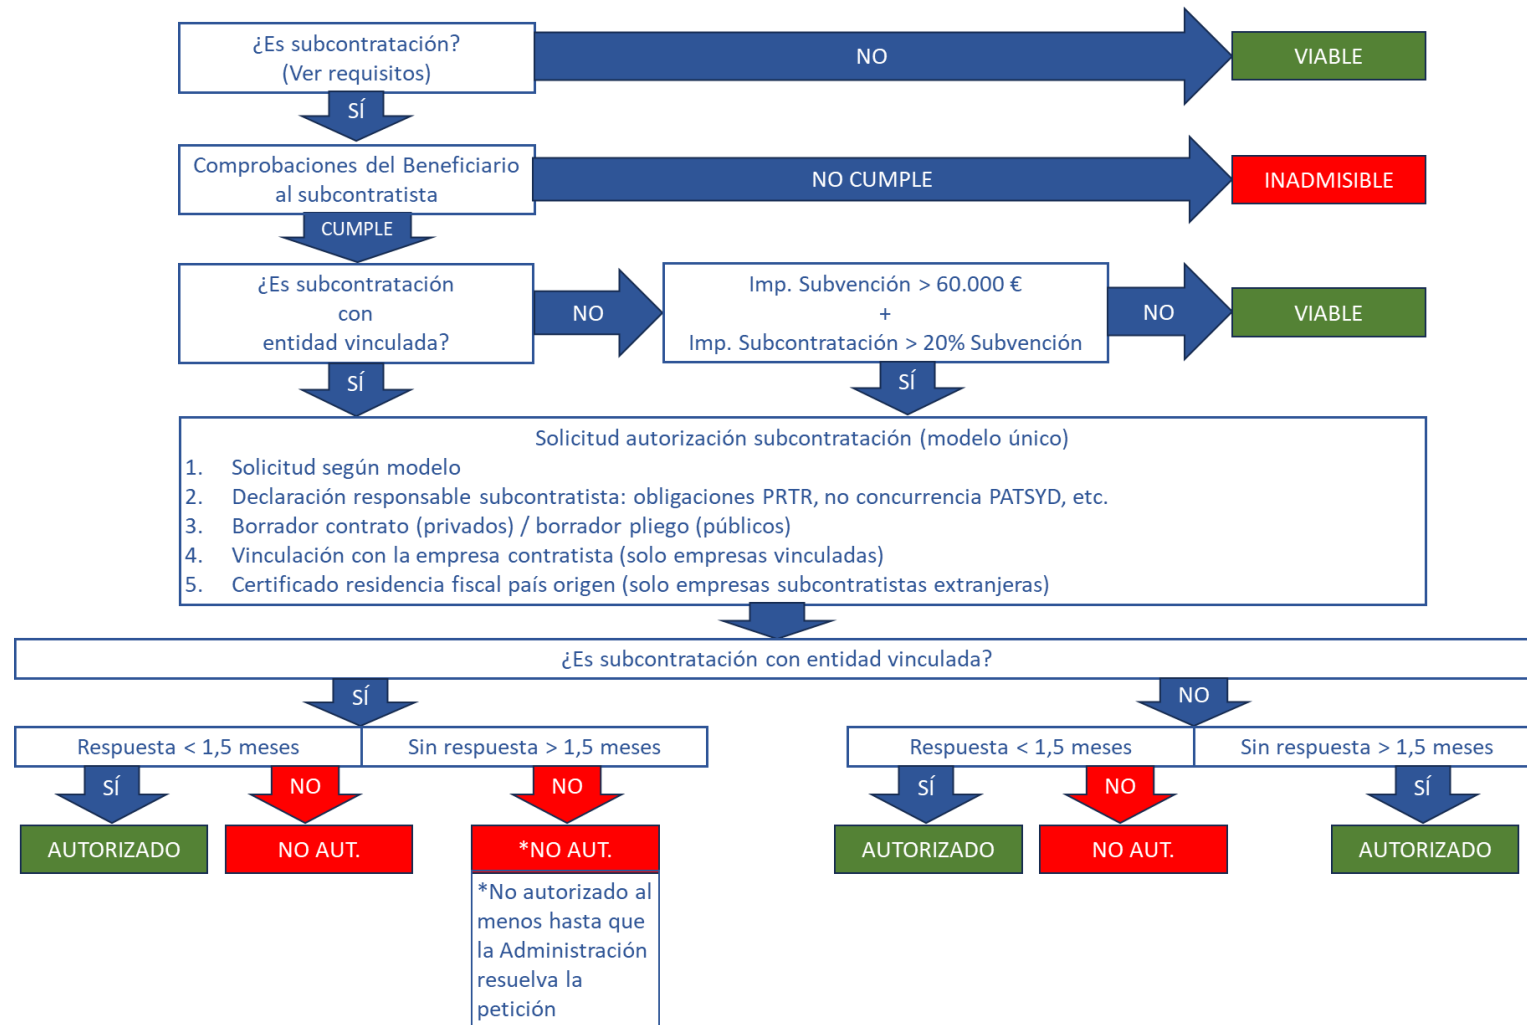 ¿Es subcontratación?
(Ver requisitos)
NO
VIABLE
SÍ
Comprobaciones del Beneficiario
al subcontratista
NO CUMPLE
INADMISIBLE
CUMPLE
¿Es subcontratación
con
entidad vinculada?
NO
Imp. Subvención > 60.000 €
+
Imp. Subcontratación > 20% Subvención
NO
VIABLE
SÍ
SÍ
Solicitud autorización subcontratación (modelo único)
1. Solicitud según modelo
2. Declaración responsable subcontratista: obligaciones PRTR, no concurrencia PATSYD, etc.
3. Borrador contrato (privados) / borrador pliego (públicos)
4. Vinculación con la empresa contratista (solo empresas vinculadas)
5. Certificado residencia fiscal país origen (solo empresas subcontratistas extranjeras)
¿Es subcontratación con entidad vinculada?
SÍ
NO
Respuesta < 1,5 meses
Sin respuesta > 1,5 meses
Respuesta < 1,5 meses
Sin respuesta > 1,5 meses
SÍ
NO
NO
SÍ
NO
SÍ
AUTORIZADO
NO AUT.
*NO AUT.
AUTORIZADO
NO AUT.
AUTORIZADO
*No autorizado al
menos hasta que
la Administración
resuelva la
petición